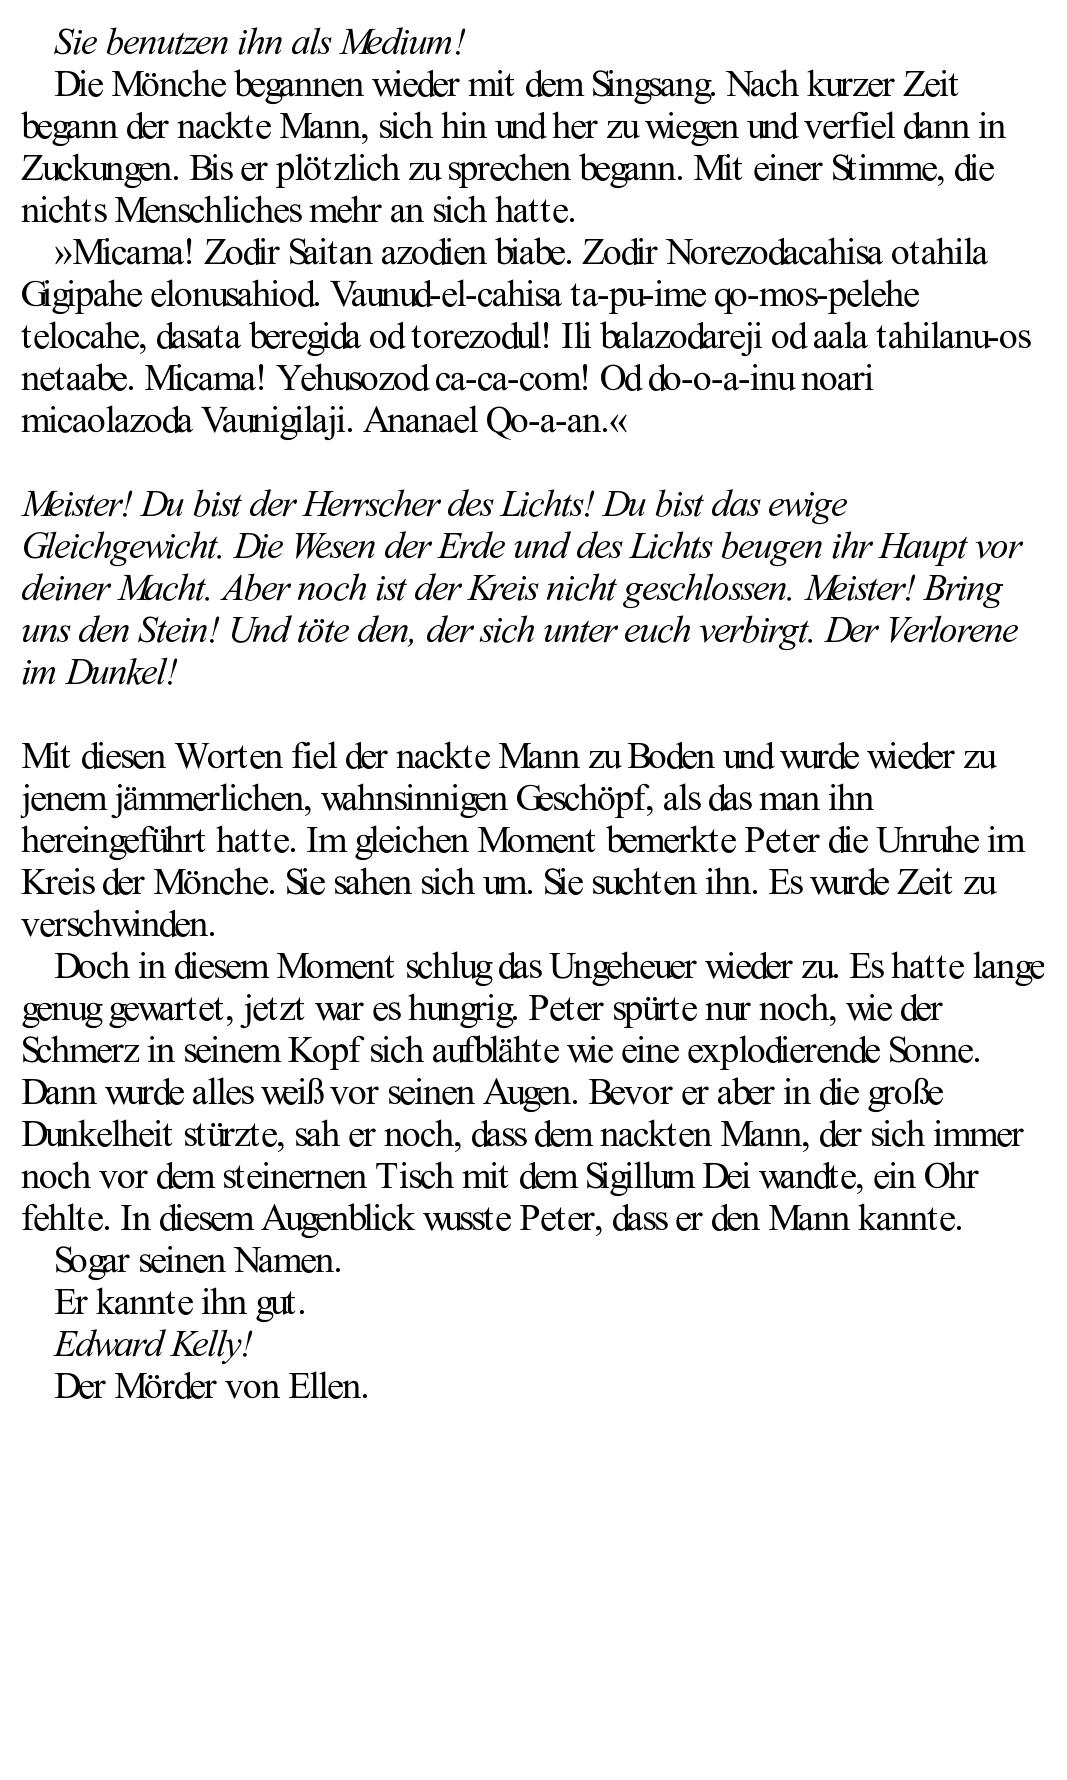 Sie benutzen ihn als Medium!
Die Mönche begannen wieder mit dem Singsang. Nach kurzer Zeit
begann der nackte Mann, sich hin und her zu wiegen und verfiel dann in
Zuckungen. Bis er plötzlich zu sprechen begann. Mit einer Stimme, die
nichts Menschliches mehr an sich hatte.
»Micama! Zodir Saitan azodien biabe. Zodir Norezodacahisa otahila
Gigipahe elonusahiod. Vaunud-el-cahisa ta-pu-ime qo-mos-pelehe
telocahe, dasata beregida od torezodul! Ili balazodareji od aala tahilanu-os
netaabe. Micama! Yehusozod ca-ca-com! Od do-o-a-inu noari
micaolazoda Vaunigilaji. Ananael Qo-a-an.«
Meister! Du bist der Herrscher des Lichts! Du bist das ewige
Gleichgewicht. Die Wesen der Erde und des Lichts beugen ihr Haupt vor
deiner Macht. Aber noch ist der Kreis nicht geschlossen. Meister! Bring
uns den Stein! Und töte den, der sich unter euch verbirgt. Der Verlorene
im Dunkel!
Mit diesen Worten fiel der nackte Mann zu Boden und wurde wieder zu
jenem jämmerlichen, wahnsinnigen Geschöpf, als das man ihn
hereingeführt hatte. Im gleichen Moment bemerkte Peter die Unruhe im
Kreis der Mönche. Sie sahen sich um. Sie suchten ihn. Es wurde Zeit zu
verschwinden.
Doch in diesem Moment schlug das Ungeheuer wieder zu. Es hatte lange
genug gewartet, jetzt war es hungrig. Peter spürte nur noch, wie der
Schmerz in seinem Kopf sich aufblähte wie eine explodierende Sonne.
Dann wurde alles weiß vor seinen Augen. Bevor er aber in die große
Dunkelheit stürzte, sah er noch, dass dem nackten Mann, der sich immer
noch vor dem steinernen Tisch mit dem Sigillum Dei wandte, ein Ohr
fehlte. In diesem Augenblick wusste Peter, dass er den Mann kannte.
Sogar seinen Namen.
Er kannte ihn gut.
Edward Kelly!
Der Mörder von Ellen.